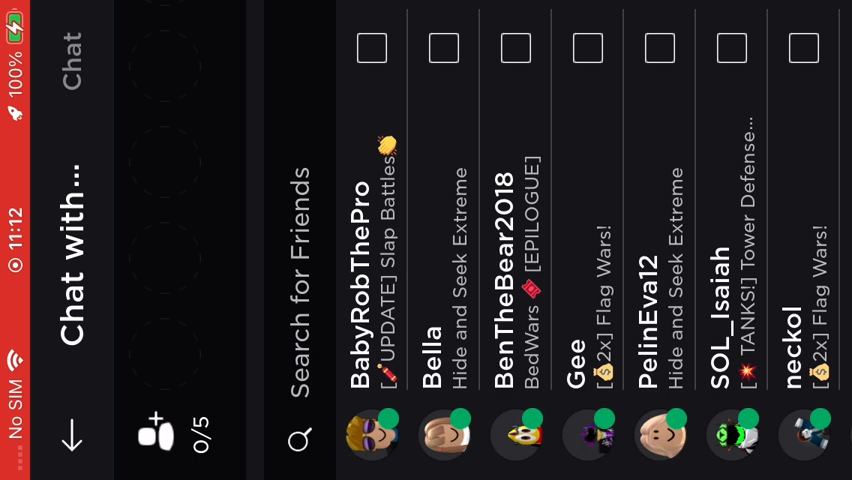 No SIM 11:12 100%
Chat with... Chat
0/5
Search for Friends
BabyRobThePro
[🧨UPDATE] Slap Battles👏
Bella
Hide and Seek Extreme
BenTheBear2018
BedWars 🎟️ [EPILOGUE]
Gee
[💰2x] Flag Wars!
PelinEva12
Hide and Seek Extreme
SOL_Isaiah
[💥 TANKS!] Tower Defense...
neckol
[💰2x] Flag Wars!